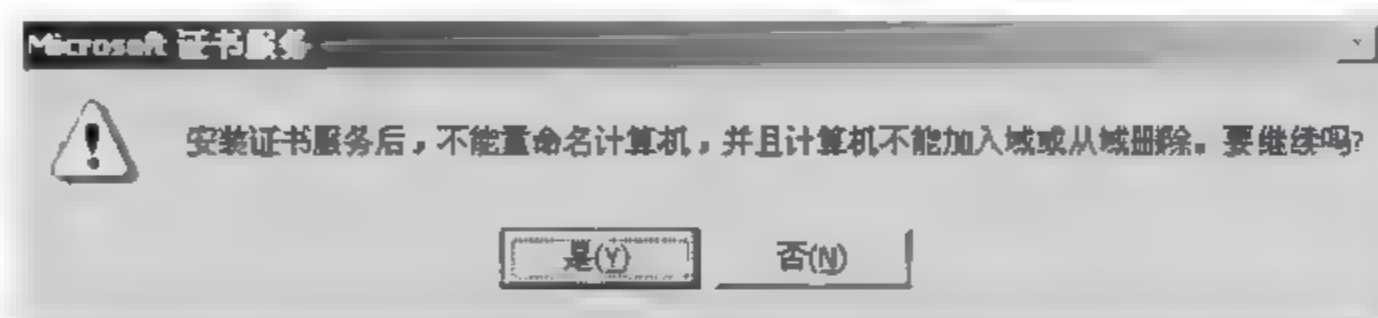 Microsoft 证书服务
安装证书服务后，不能重命名计算机，并且计算机不能加入域或从域删除。要继续吗?
是(Y) 否(N)